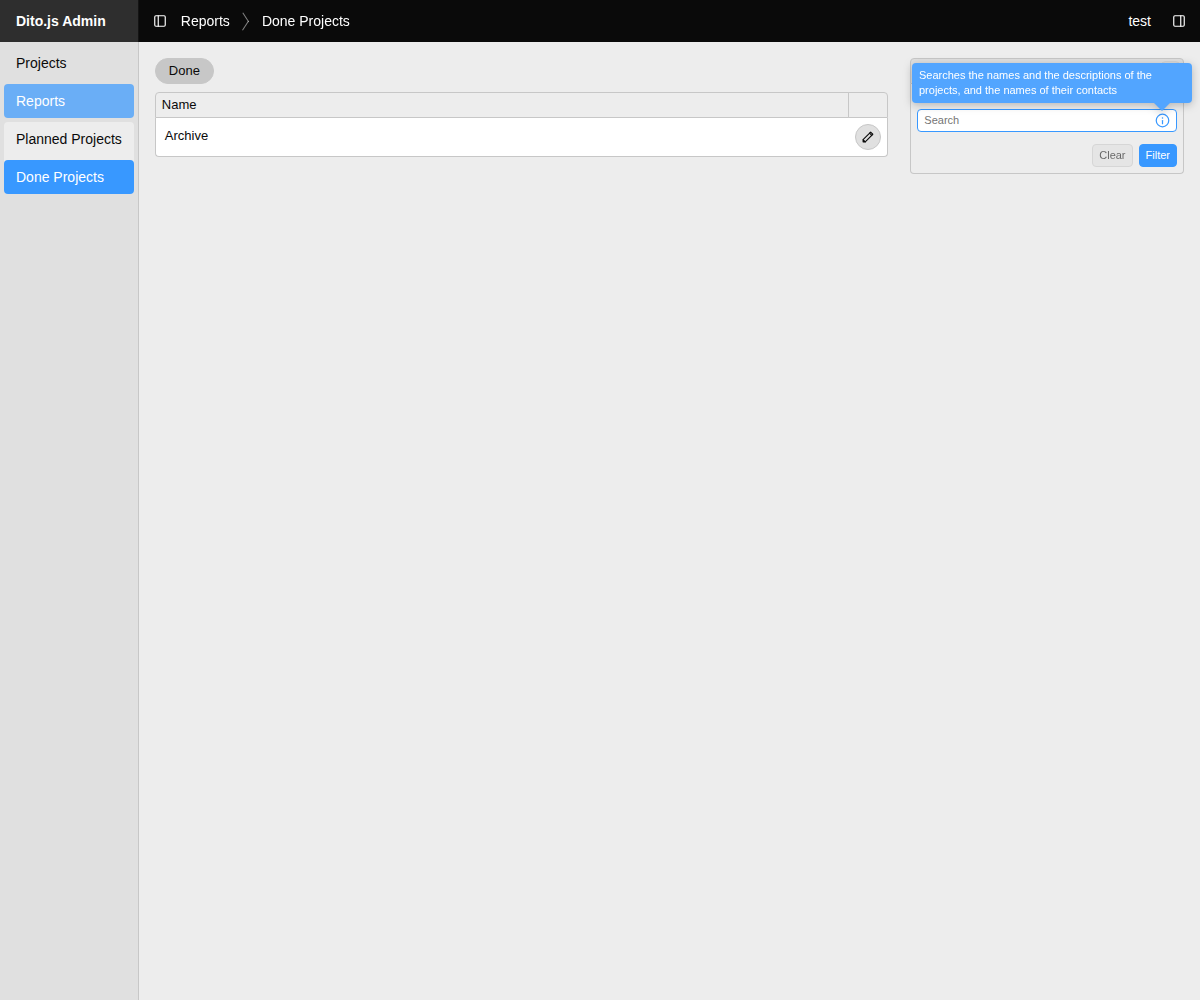 Dito.js Admin
Reports
Done Projects
test
Projects
Reports
Planned Projects
Done Projects
Done
Name
Archive
Searches the names and the descriptions of the
projects, and the names of their contacts
Search
Clear
Filter